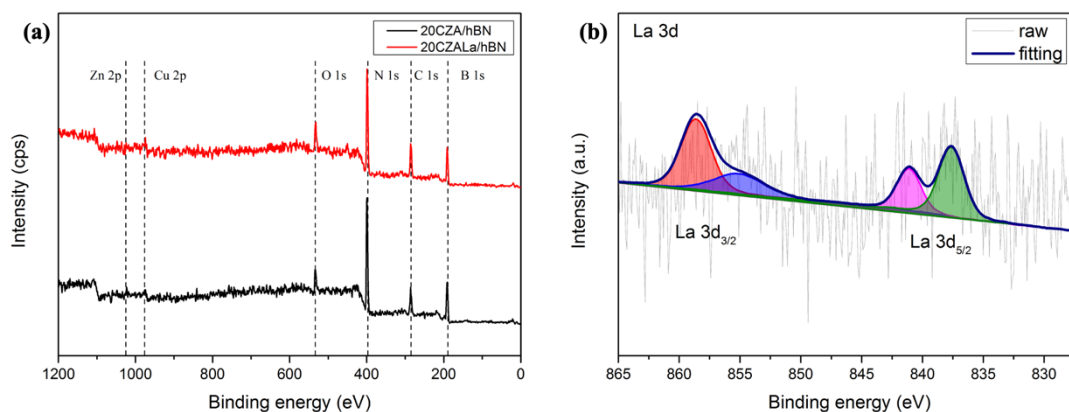 (a)
20CZA/hBN
20CZALa/hBN
Zn 2p
Cu 2p
O 1s
N 1s
C 1s
B 1s
Intensity (cps)
1200 1000 800 600 400 200 0
Binding energy (eV)
(b)
La 3d
raw
fitting
La 3d3/2
La 3d5/2
Intensity (a.u.)
865 860 855 850 845 840 835 830
Binding energy (eV)